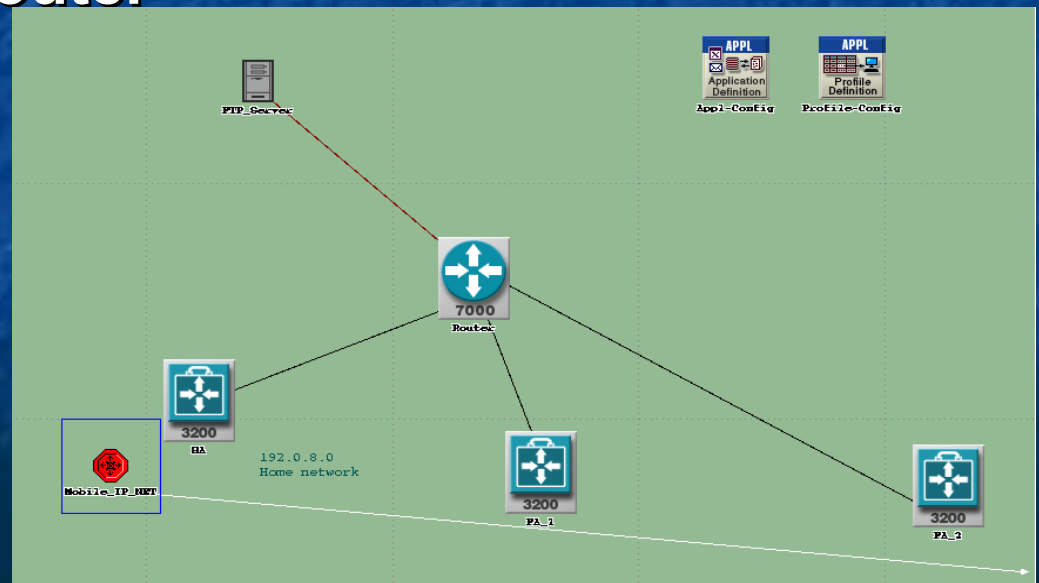 APPL
Application
Definition
Appl-Config
APPL
Profile
Definition
Profile-Config
FTP_Server
7000
Router
3200
HA
192.0.8.0
Home network
Mobile_IP_NET
3200
FA_1
3200
FA_2